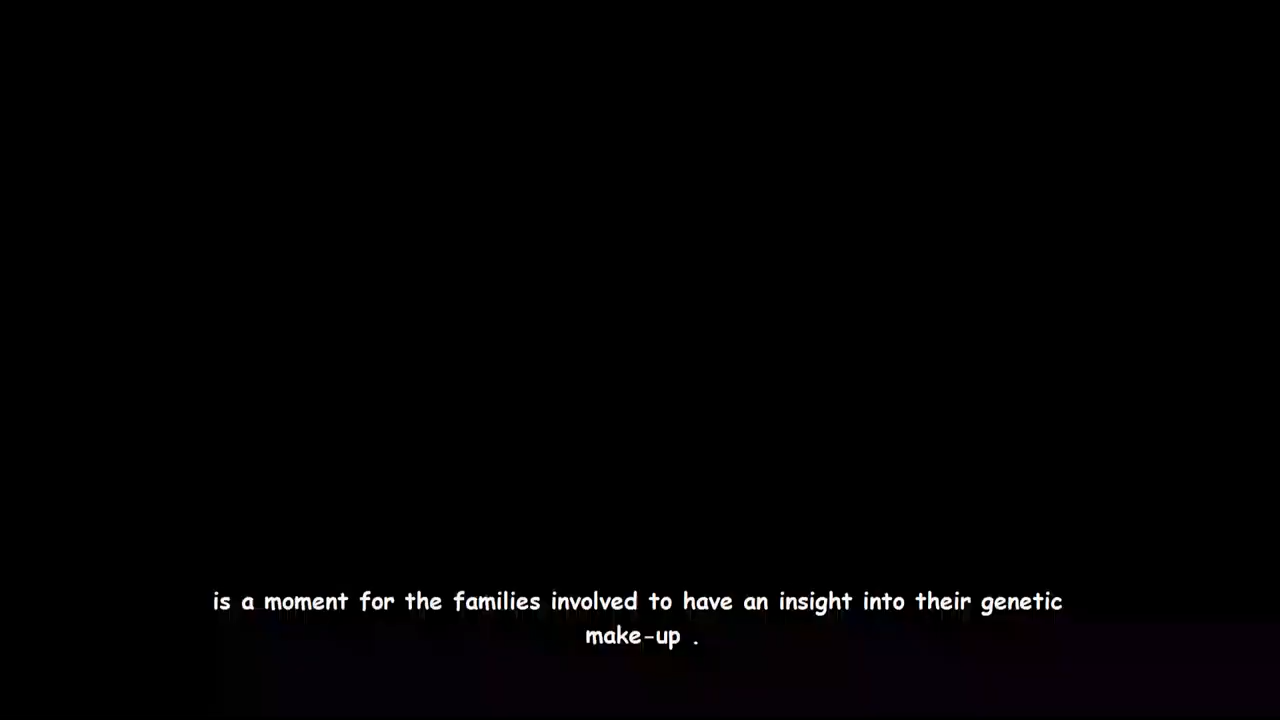 is a moment for the families involved to have an insight into their genetic
make-up .